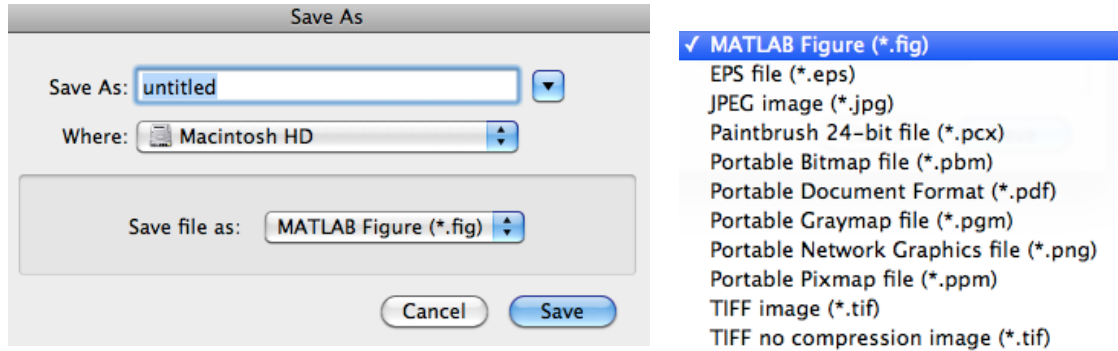 Save As
Save As: untitled
Where: Macintosh HD
Save file as: MATLAB Figure (*.fig)
Cancel Save
✓ MATLAB Figure (*.fig)
EPS file (*.eps)
JPEG image (*.jpg)
Paintbrush 24-bit file (*.pcx)
Portable Bitmap file (*.pbm)
Portable Document Format (*.pdf)
Portable Graymap file (*.pgm)
Portable Network Graphics file (*.png)
Portable Pixmap file (*.ppm)
TIFF image (*.tif)
TIFF no compression image (*.tif)